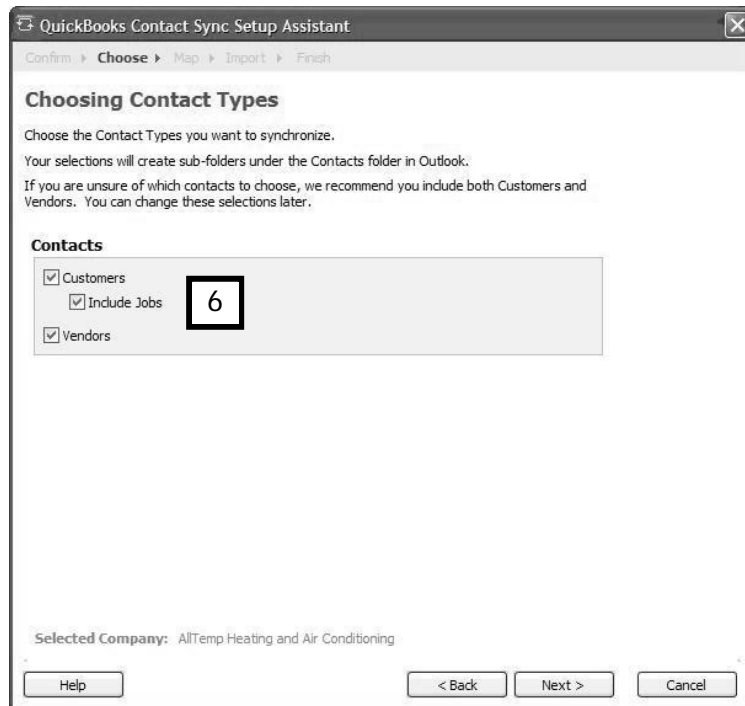 QuickBooks Contact Sync Setup Assistant
Confirm Choose Map Import Finish
Choosing Contact Types
Choose the Contact Types you want to synchronize.
Your selections will create sub-folders under the Contacts folder in Outlook.
If you are unsure of which contacts to choose, we recommend you include both Customers and
Vendors. You can change these selections later.
Contacts
Customers
Include Jobs
6
Vendors
Selected Company: AllTemp Heating and Air Conditioning
Help < Back Next > Cancel